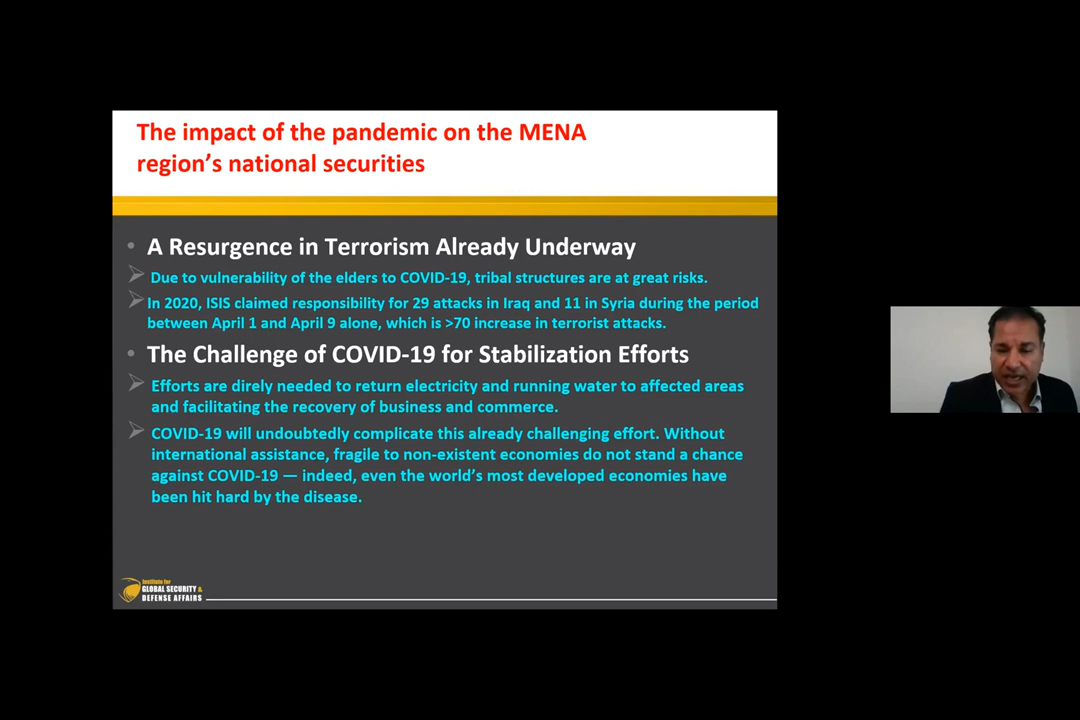 The impact of the pandemic on the MENA
region’s national securities
• A Resurgence in Terrorism Already Underway
Due to vulnerability of the elders to COVID-19, tribal structures are at great risks.
In 2020, ISIS claimed responsibility for 29 attacks in Iraq and 11 in Syria during the period
between April 1 and April 9 alone, which is >70 increase in terrorist attacks.
• The Challenge of COVID-19 for Stabilization Efforts
Efforts are direly needed to return electricity and running water to affected areas
and facilitating the recovery of business and commerce.
COVID-19 will undoubtedly complicate this already challenging effort. Without
international assistance, fragile to non-existent economies do not stand a chance
against COVID-19 — indeed, even the world’s most developed economies have
been hit hard by the disease.
Institute for
GLOBAL SECURITY &
DEFENSE AFFAIRS